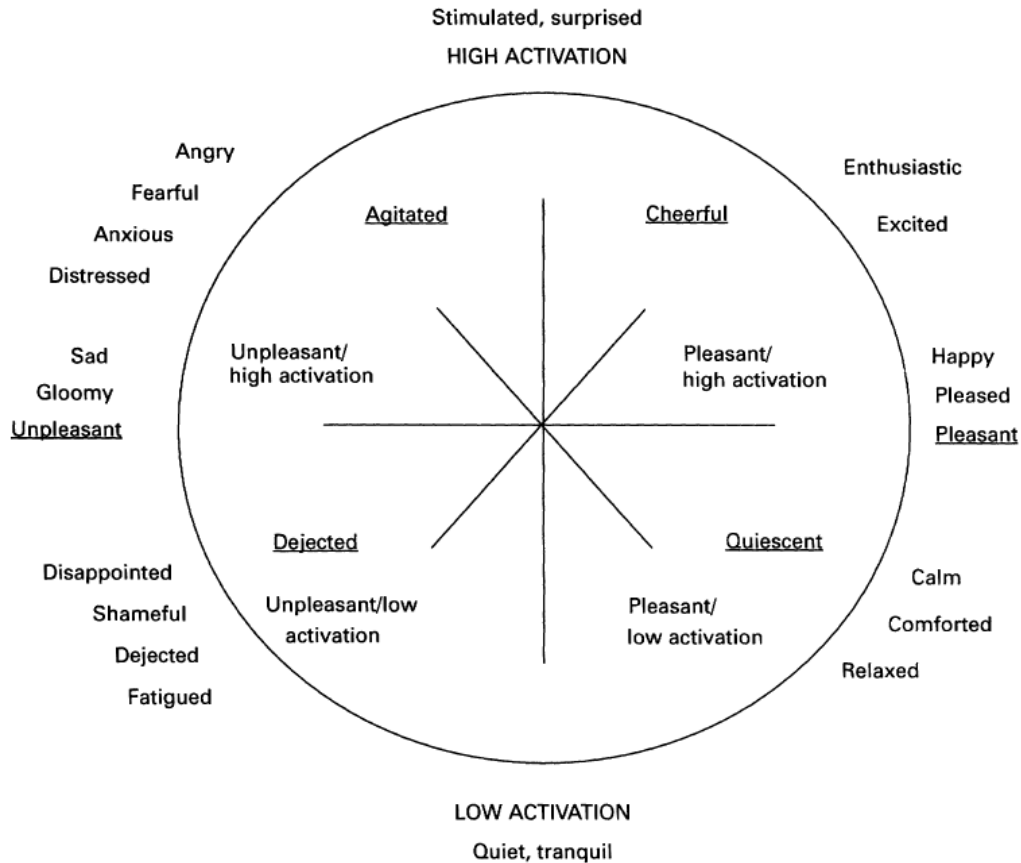 Stimulated, surprised
HIGH ACTIVATION
Angry
Fearful
Anxious
Distressed
Enthusiastic
Excited
Agitated
Cheerful
Sad
Gloomy
Unpleasant
Unpleasant/
high activation
Pleasant/
high activation
Happy
Pleased
Pleasant
Dejected
Unpleasant/low
activation
Quiescent
Pleasant/
low activation
Disappointed
Shameful
Dejected
Fatigued
Calm
Comforted
Relaxed
LOW ACTIVATION
Quiet, tranquil